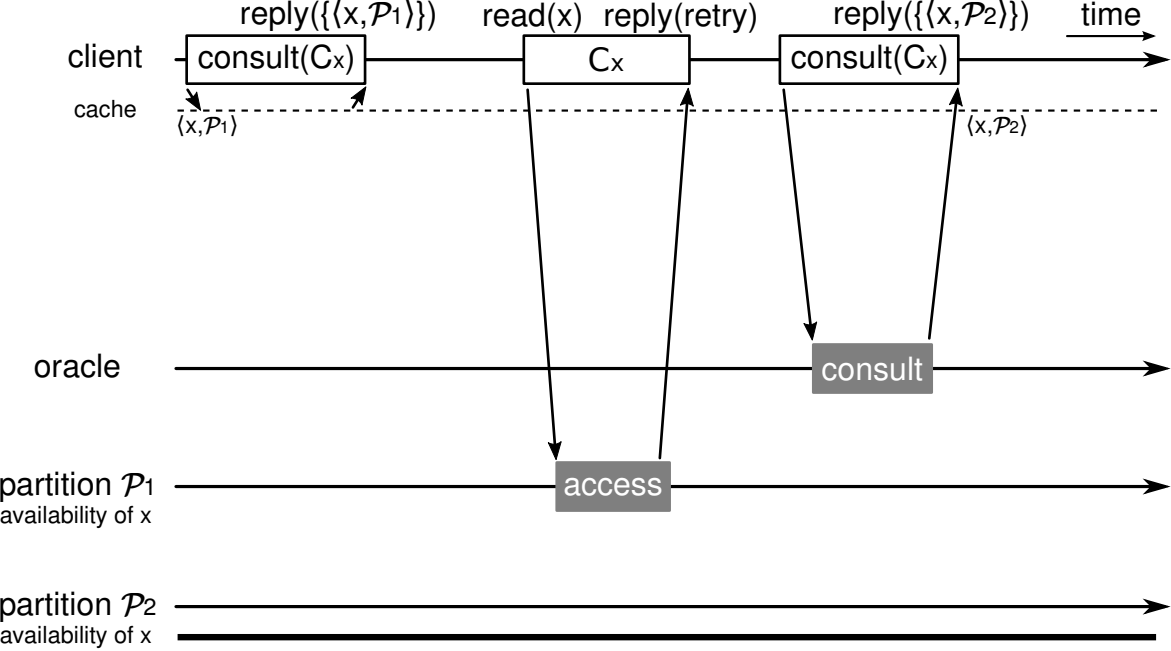 reply({⟨x,𝒫1⟩}) read(x) reply(retry) reply({⟨x,𝒫2⟩}) time
client consult(Cx) Cx consult(Cx)
cache
⟨x,𝒫1⟩ ⟨x,𝒫2⟩
oracle consult
partition 𝒫1 access
availability of x
partition 𝒫2
availability of x